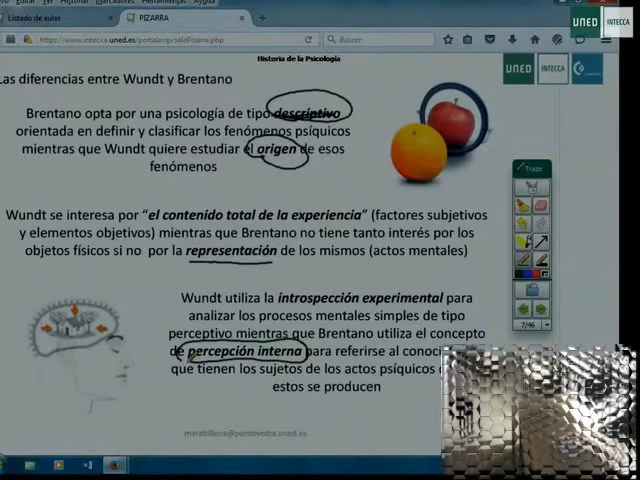 Marcadores Herramientas Ayuda
Listado de aulas
PIZARRA
https://www.intecca.uned.es/portalavip/salaPizarra.php
Buscar
UNED INTECCA
Historia de la Psicología
UNED INTECCA
Las diferencias entre Wundt y Brentano
Brentano opta por una psicología de tipo descriptivo
orientada en definir y clasificar los fenómenos psíquicos
mientras que Wundt quiere estudiar el origen de esos
fenómenos
Trazo
Wundt se interesa por "el contenido total de la experiencia" (factores subjetivos
y elementos objetivos) mientras que Brentano no tiene tanto interés por los
objetos físicos si no por la representación de los mismos (actos mentales)
Wundt utiliza la introspección experimental para
analizar los procesos mentales simples de tipo
perceptivo mientras que Brentano utiliza el concepto
de percepción interna para referirse al
que tienen los sujetos de los actos psíquicos
estos se producen
7/46
marabilleira@pontevedra.uned.es